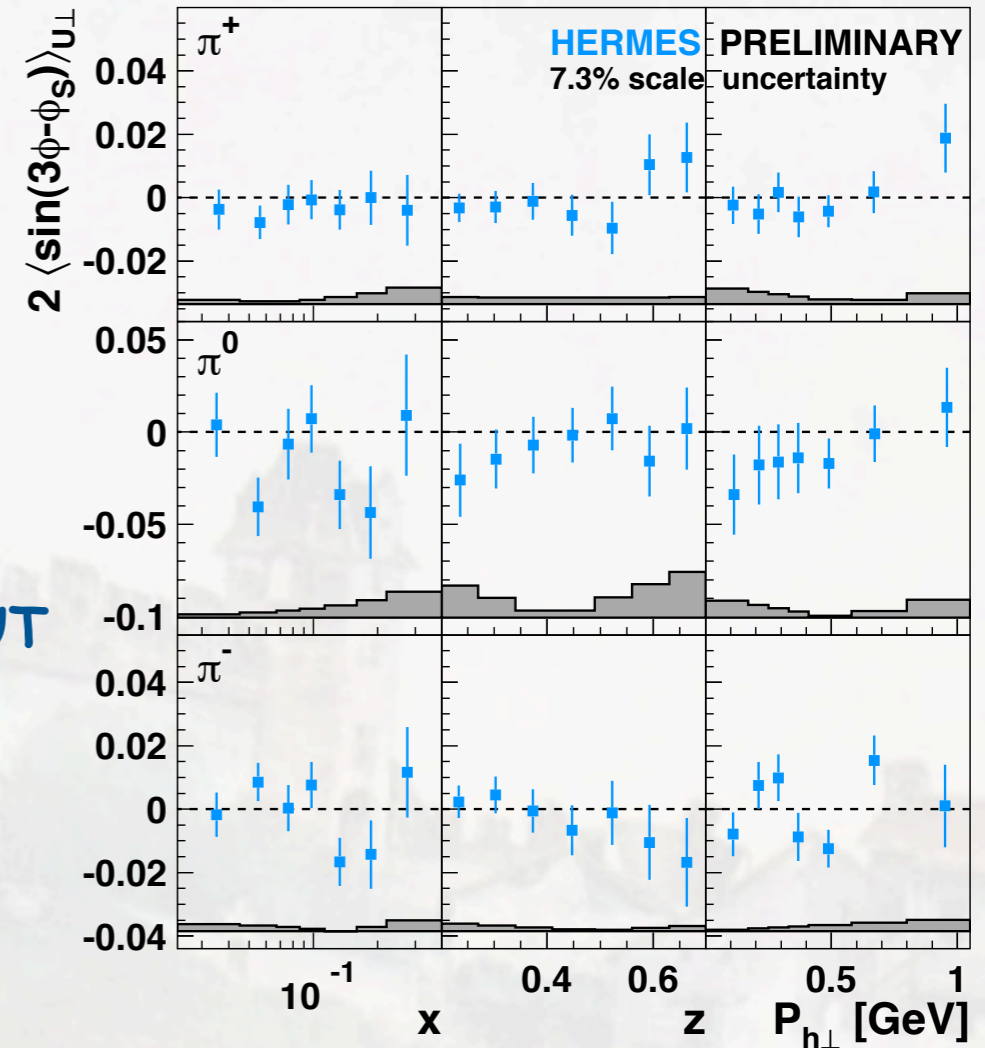 2 ⟨sin(3φ-φS)⟩U⊥
π+
HERMES PRELIMINARY
7.3% scale uncertainty
0.04
0.02
0
-0.02
π0
0.05
0
-0.05
-0.1
UT
π-
0.04
0.02
0
-0.02
-0.04
10-1
0.4 0.6
0.5 1
x
z
Ph⊥ [GeV]